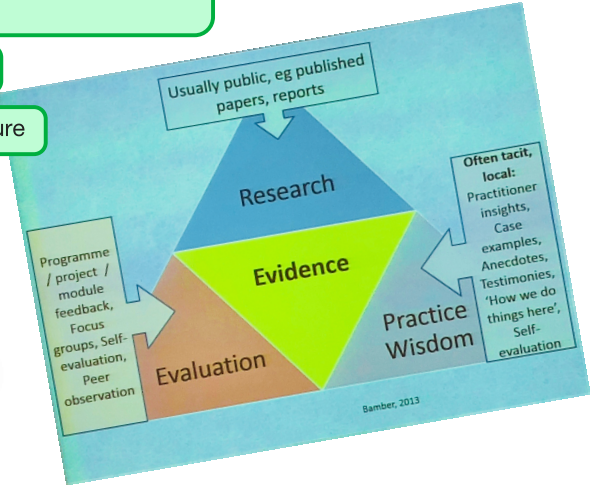 ure
Usually public, eg published
papers, reports
Research
Often tacit,
local:
Practitioner
insights,
Case
examples,
Anecdotes,
Testimonies,
‘How we do
things here’,
Self-
evaluation
Programme
/ project /
module
feedback,
Focus
groups, Self-
evaluation,
Peer
observation
Evidence
Evaluation
Practice
Wisdom
Bamber, 2013